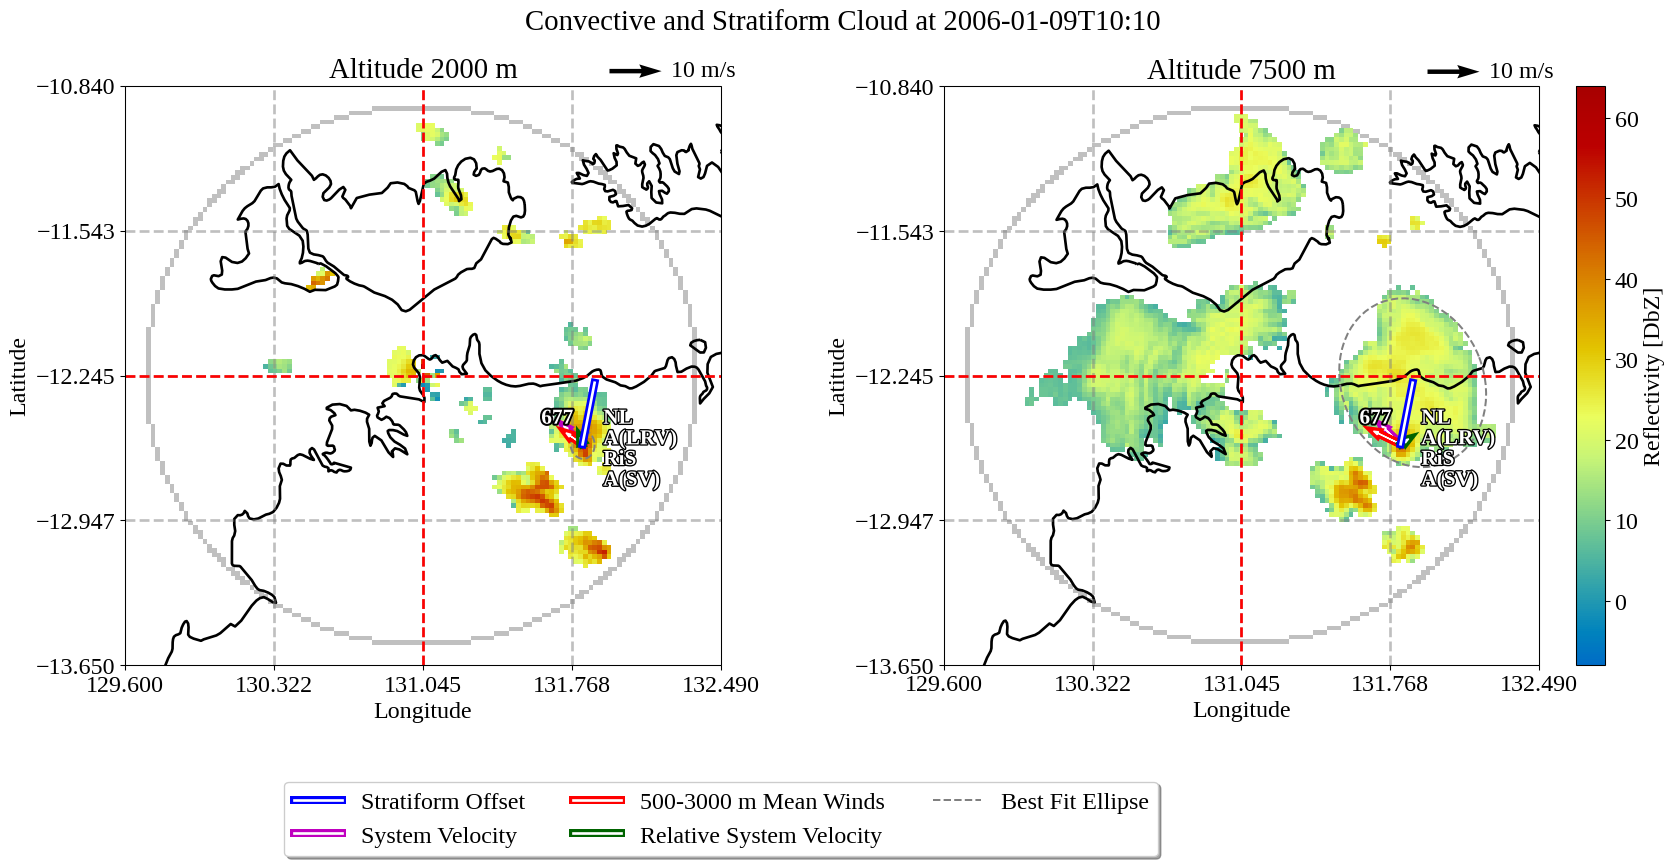 Convective and Stratiform Cloud at 2006-01-09T10:10
Altitude 2000 m
10 m/s
Altitude 7500 m
10 m/s
−10.840
−11.543
−12.245
−12.947
−13.650
Latitude
677
NL
A(LRV)
RiS
A(SV)
129.600
130.322
131.045
131.768
132.490
Longitude
−10.840
−11.543
−12.245
−12.947
−13.650
Latitude
677
NL
A(LRV)
RiS
A(SV)
129.600
130.322
131.045
131.768
132.490
Longitude
60
50
40
30
20
10
0
Reflectivity [DbZ]
Stratiform Offset
System Velocity
500-3000 m Mean Winds
Relative System Velocity
Best Fit Ellipse